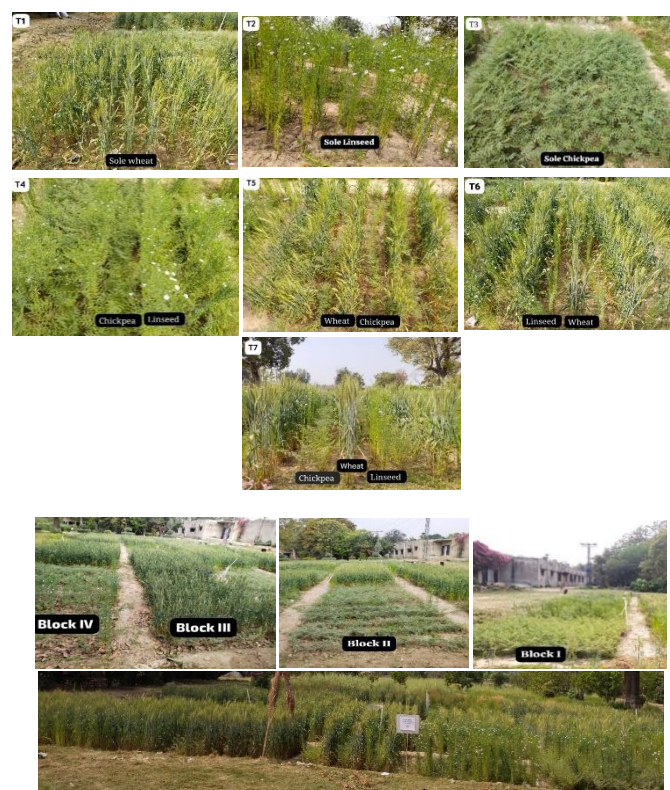 T1
Sole wheat
T2
Sole Linseed
T3
Sole Chickpea
T4
Chickpea Linseed
T5
Wheat Chickpea
T6
Linseed Wheat
T7
Wheat
Chickpea Linseed
Block IV
Block III
Block II
Block I